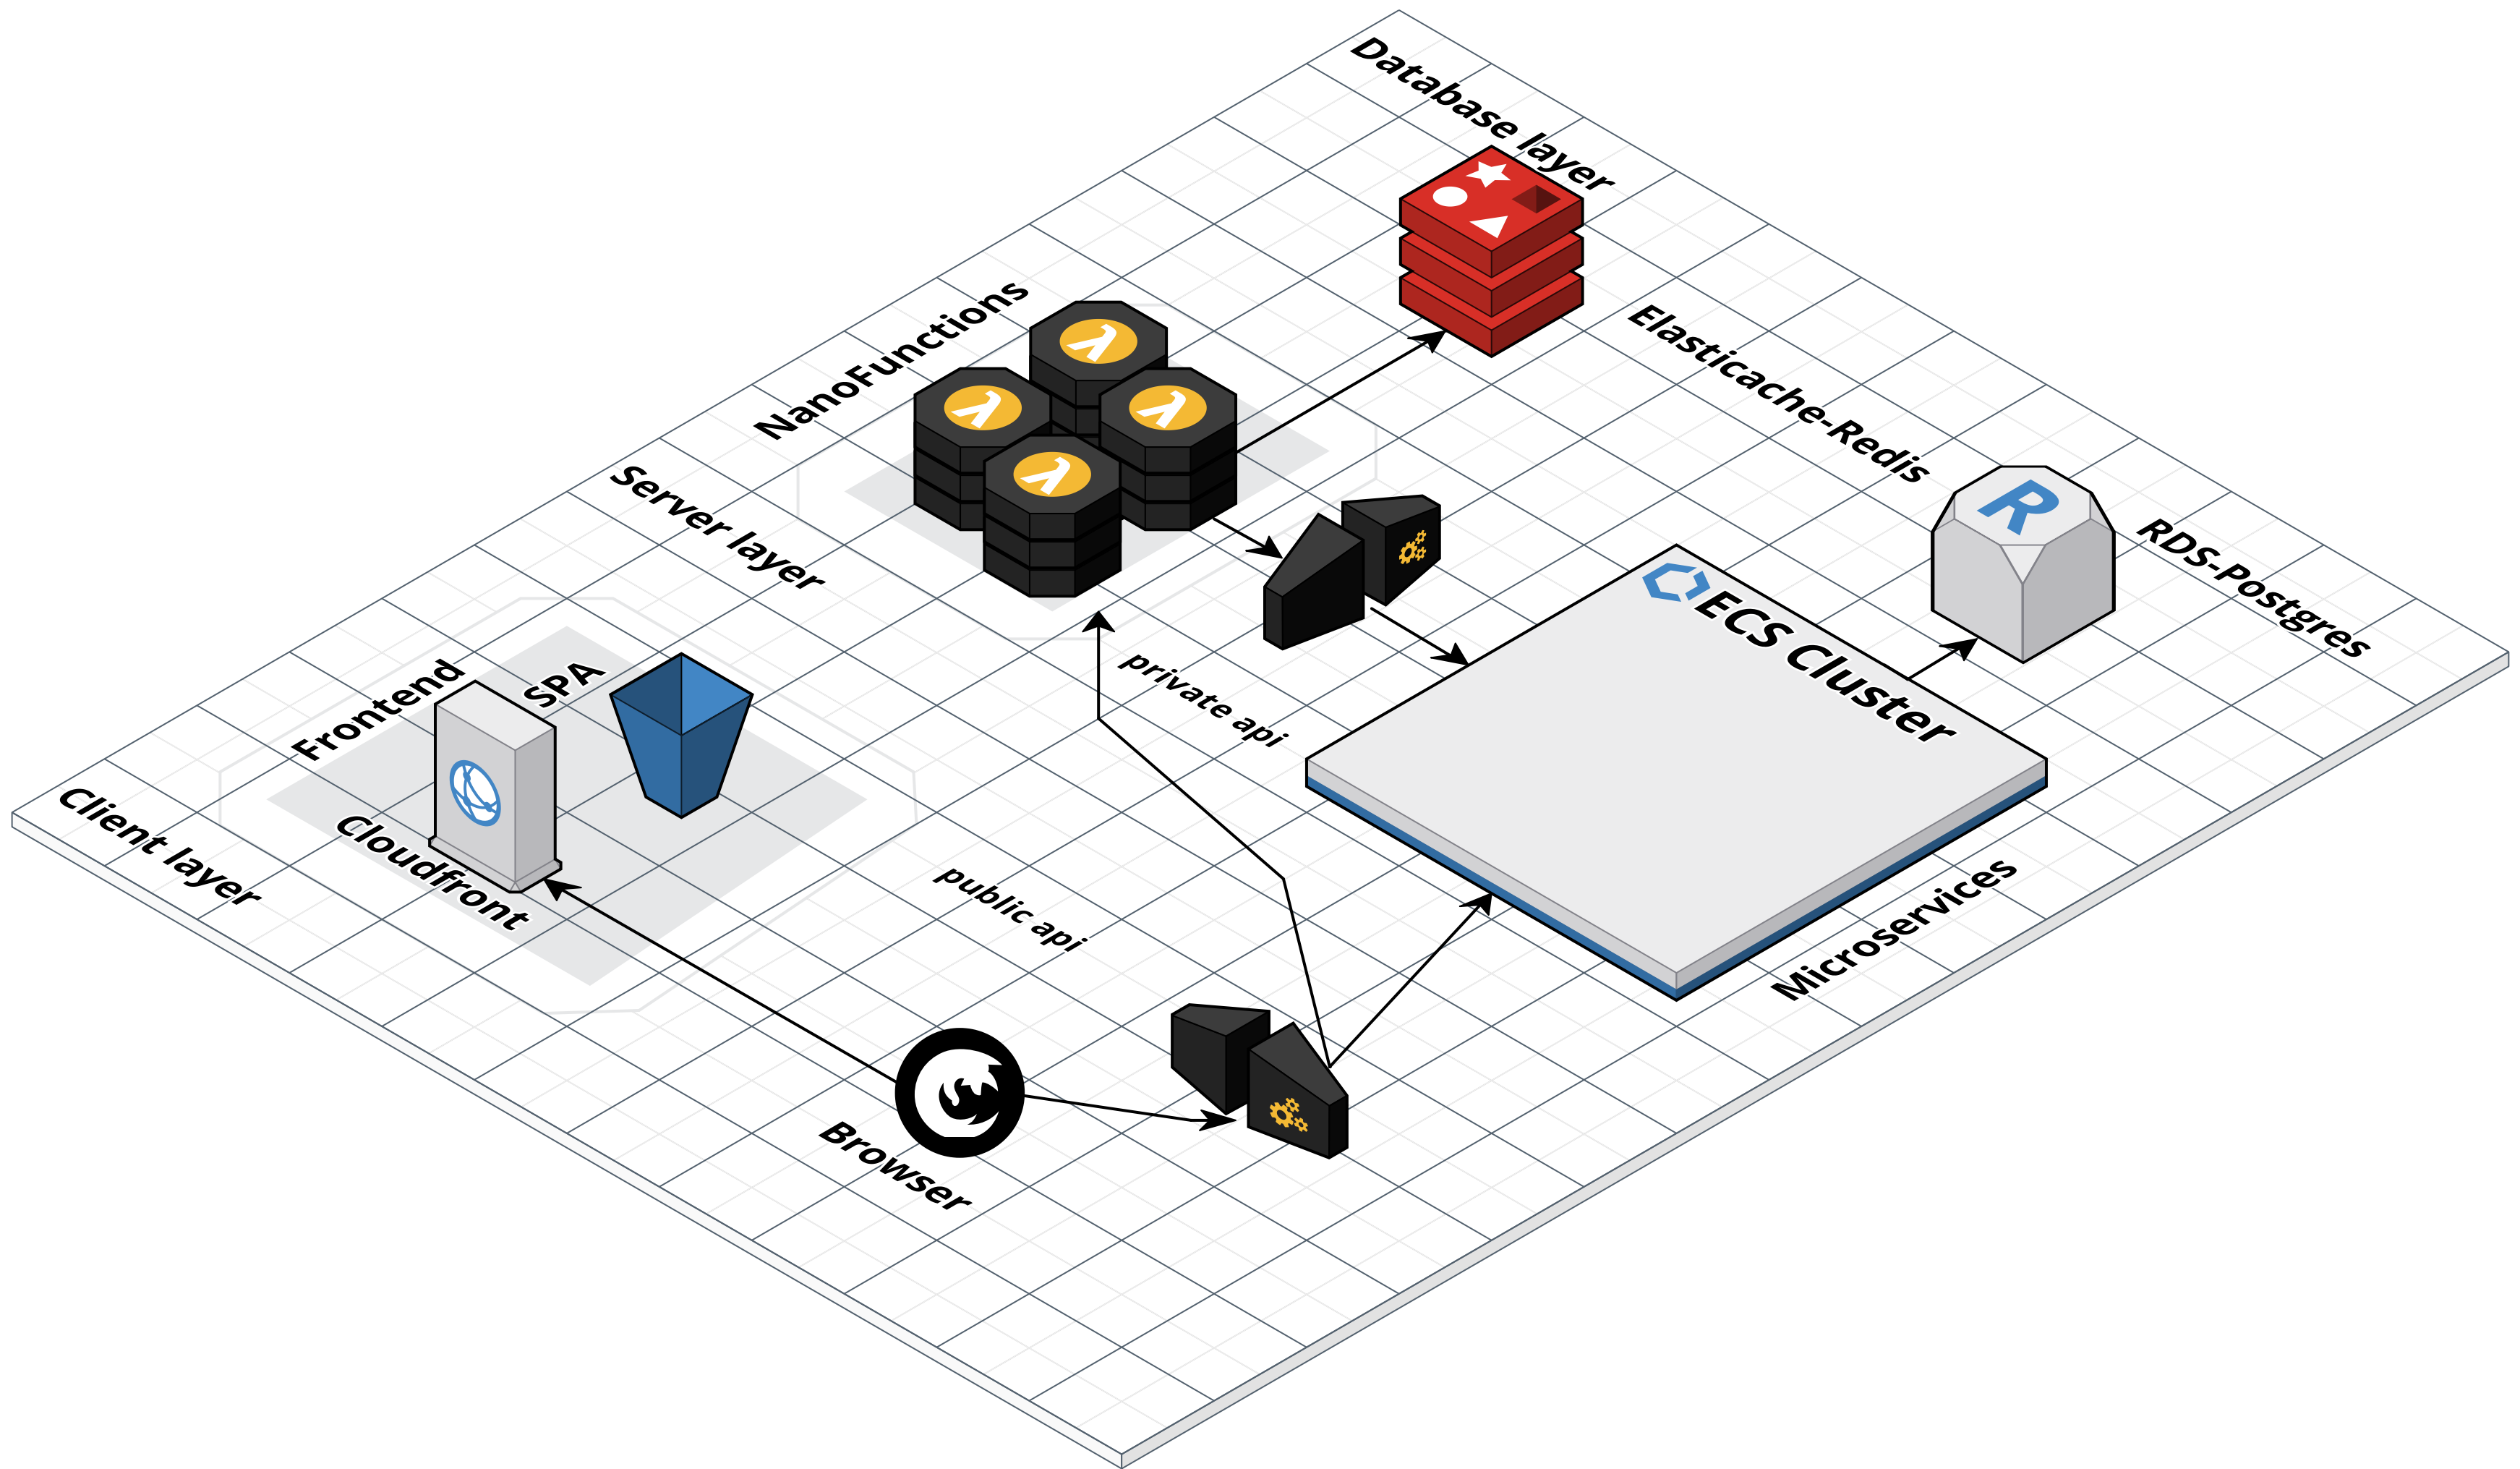 Database layer
Elasticache-Redis
RDS-Postgres
NanoFunctions
Server layer
private api
ECS Cluster
R
Frontend
SPA
Client layer
Cloudfront
public api
Microservices
Browser